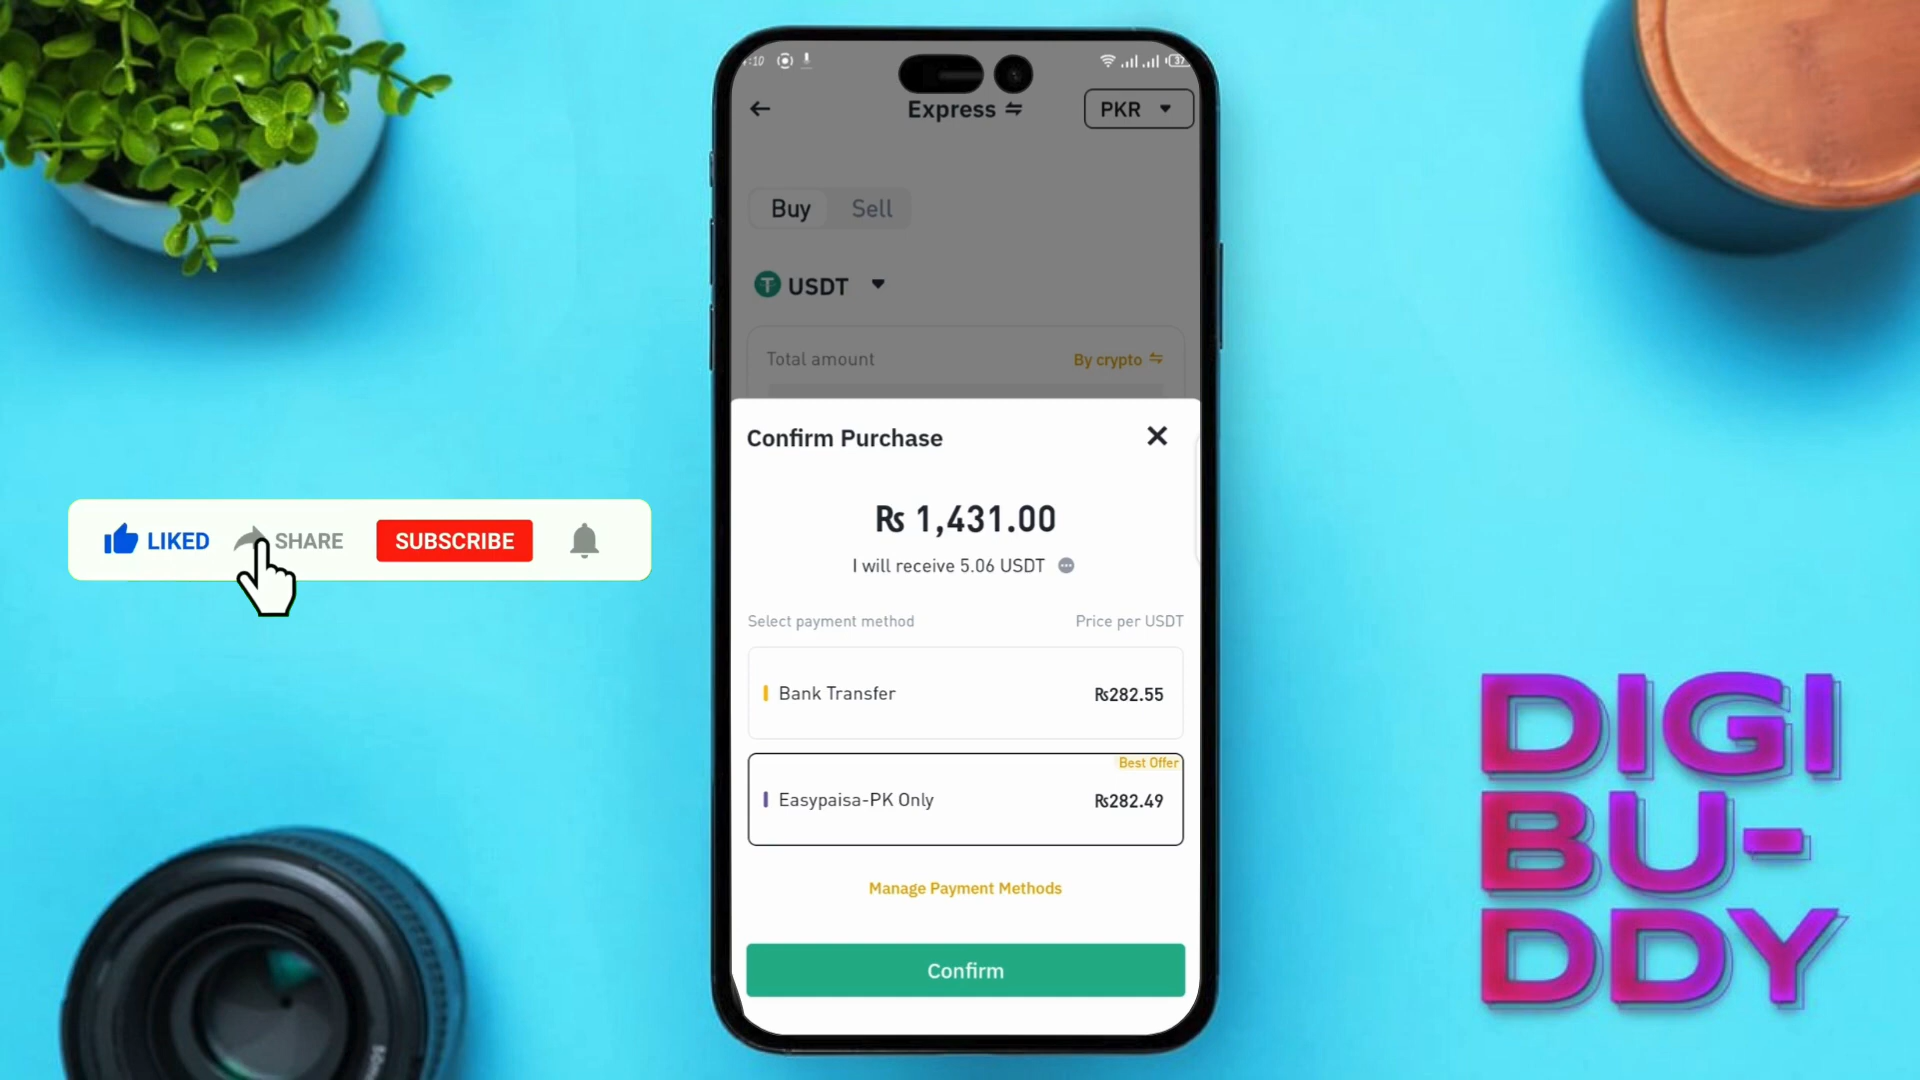 :10
37
Express
PKR
Buy
Sell
USDT
Total amount
By crypto
Confirm Purchase
₨ 1,431.00
I will receive 5.06 USDT
Select payment method
Price per USDT
Bank Transfer
₨282.55
Best Offer
Easypaisa-PK Only
₨282.49
Manage Payment Methods
Confirm
LIKED
SHARE
SUBSCRIBE
DIGI
BU-
DDY